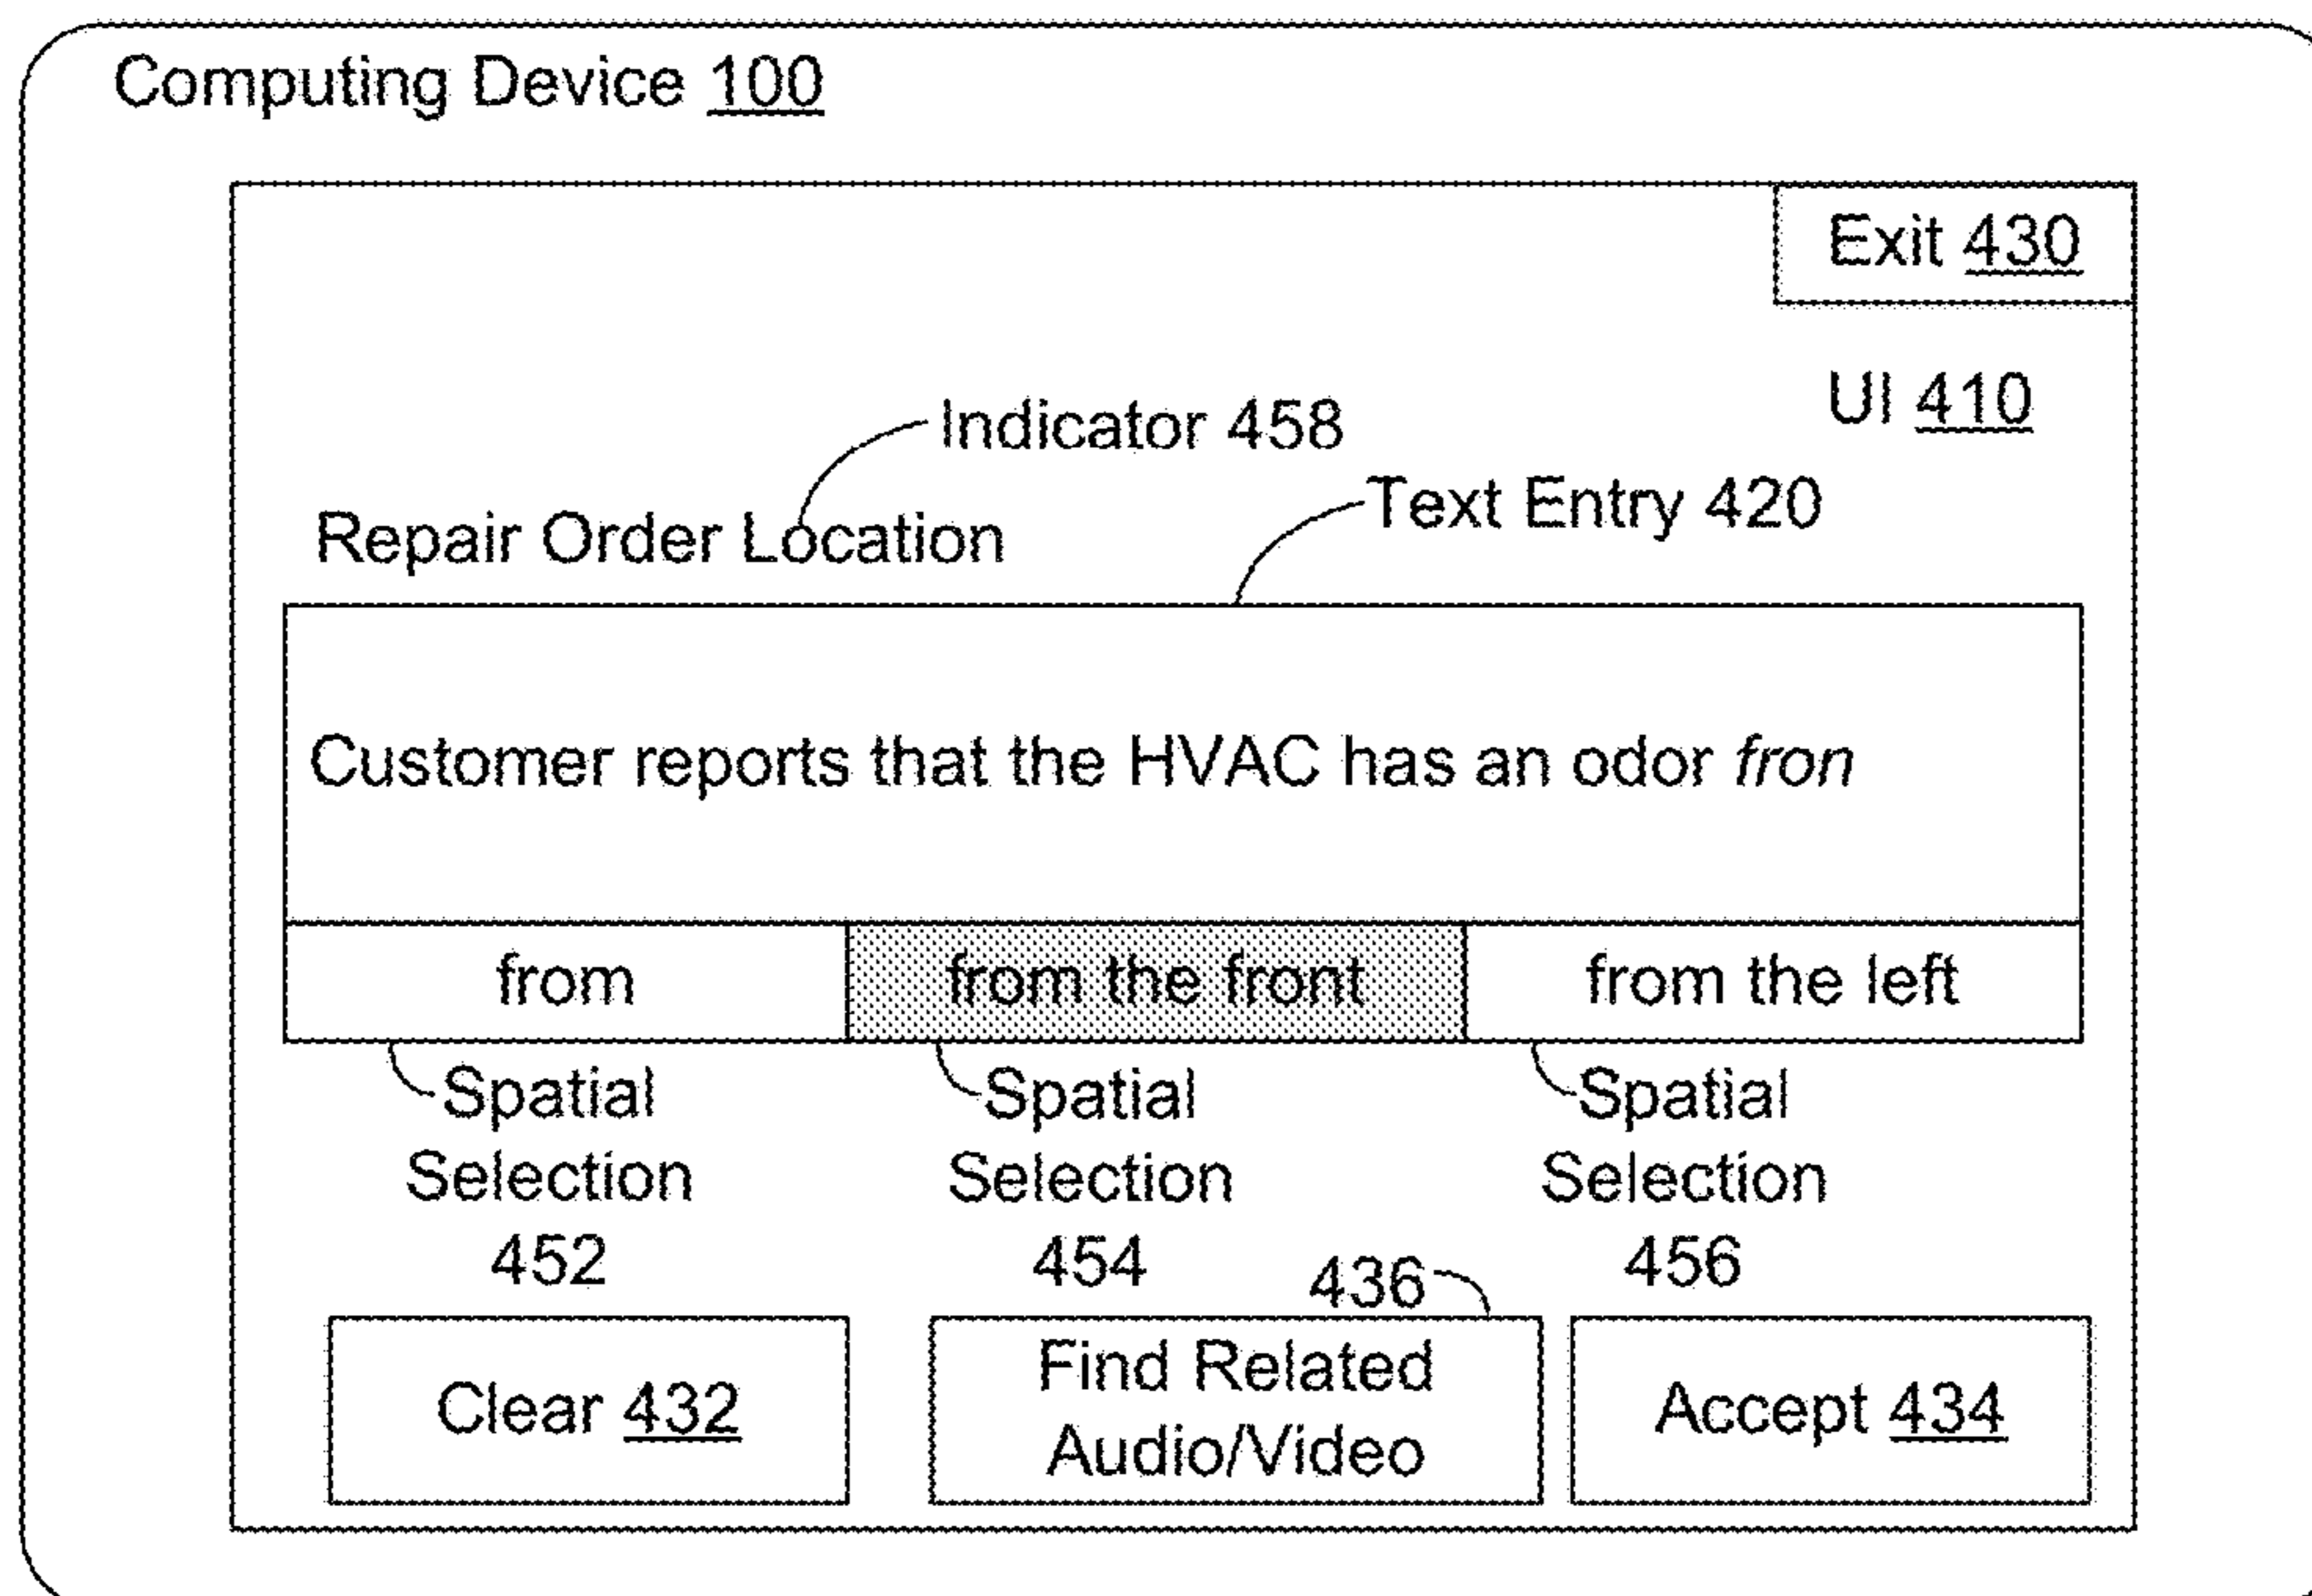 Computing Device 100
Exit 430
UI 410
Indicator 458
Text Entry 420
Repair Order Location
Customer reports that the HVAC has an odor fron
from
from the front
from the left
Spatial
Selection
452
Spatial
Selection
454
Spatial
Selection
456
436
Clear 432
Find Related
Audio/Video
Accept 434